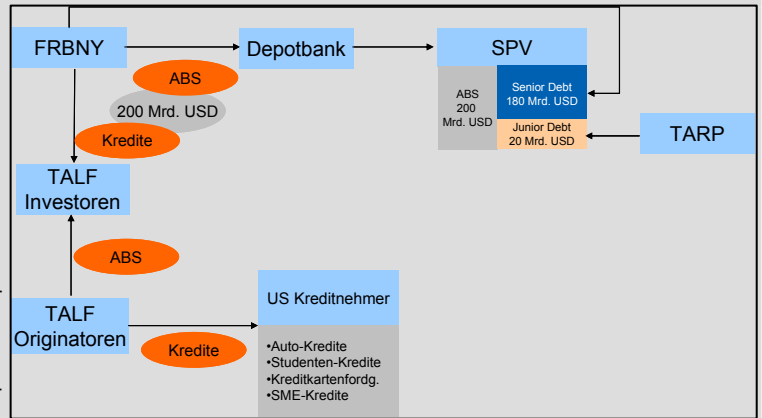 FRBNY
Depotbank
SPV
ABS
200 Mrd. USD
Kredite
ABS
200
Mrd. USD
Senior Debt
180 Mrd. USD
Junior Debt
20 Mrd. USD
TARP
TALF
Investoren
ABS
TALF
Originatoren
Kredite
US Kreditnehmer
•Auto-Kredite
•Studenten-Kredite
•Kreditkartenfordg.
•SME-Kredite